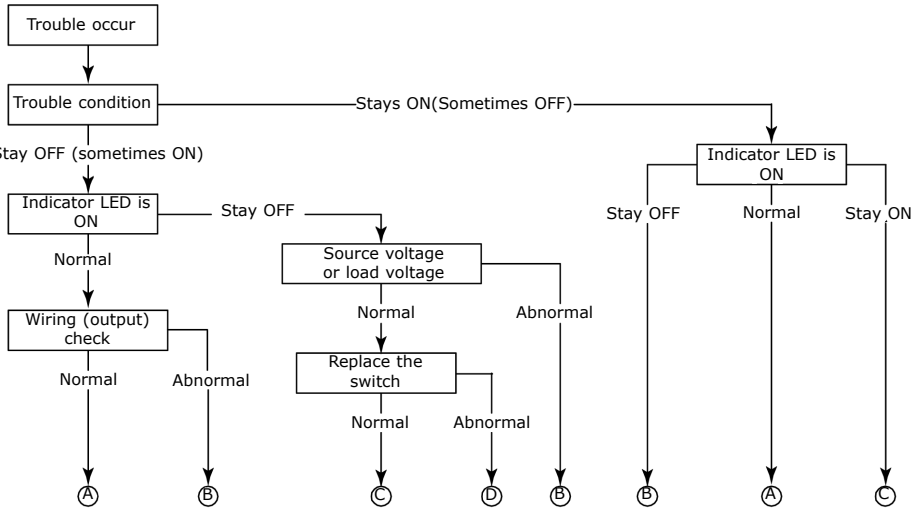 Trouble occur
Trouble condition
Stays ON(Sometimes OFF)
Stay OFF (sometimes ON)
Indicator LED is
ON
Indicator LED is
ON
Stay OFF
Stay OFF
Normal
Stay ON
Source voltage
or load voltage
Normal
Wiring (output)
check
Normal
Abnormal
Replace the
switch
Normal
Abnormal
Normal
Abnormal
A
B
C
D
B
B
A
C